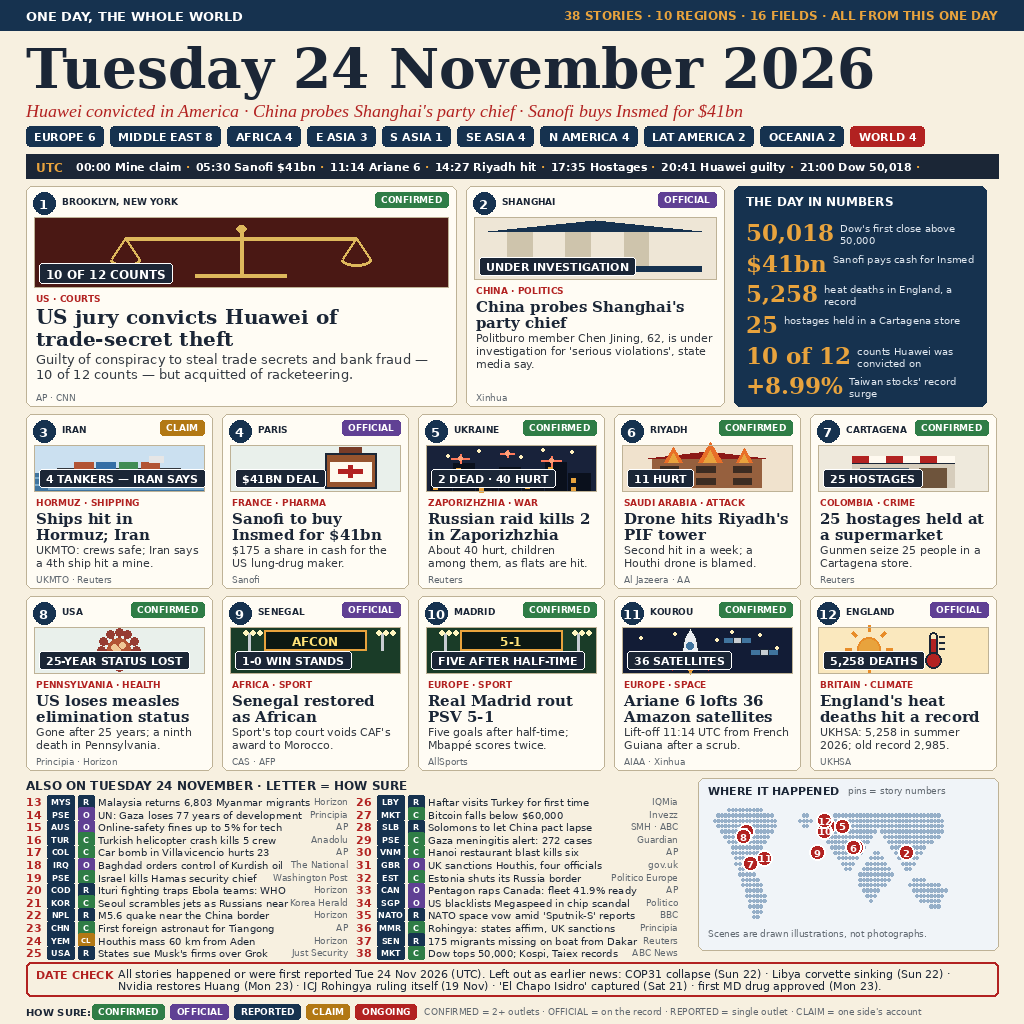 ONE DAY, THE WHOLE WORLD
38 STORIES · 10 REGIONS · 16 FIELDS · ALL FROM THIS ONE DAY
Tuesday 24 November 2026
Huawei convicted in America · China probes Shanghai's party chief · Sanofi buys Insmed for $41bn
EUROPE 6 MIDDLE EAST 8 AFRICA 4 E ASIA 3 S ASIA 1 SE ASIA 4 N AMERICA 4 LAT AMERICA 2 OCEANIA 2 WORLD 4
UTC 00:00 Mine claim · 05:30 Sanofi $41bn · 11:14 Ariane 6 · 14:27 Riyadh hit · 17:35 Hostages · 20:41 Huawei guilty · 21:00 Dow 50,018 ·
1 BROOKLYN, NEW YORK CONFIRMED
10 OF 12 COUNTS
US · COURTS
US jury convicts Huawei of
trade-secret theft
Guilty of conspiracy to steal trade secrets and bank fraud —
10 of 12 counts — but acquitted of racketeering.
AP · CNN
2 SHANGHAI OFFICIAL
UNDER INVESTIGATION
CHINA · POLITICS
China probes Shanghai's
party chief
Politburo member Chen Jining, 62, is under
investigation for 'serious violations', state
media say.
Xinhua
THE DAY IN NUMBERS
50,018 Dow's first close above
50,000
$41bn Sanofi pays cash for Insmed
5,258 heat deaths in England, a
record
25 hostages held in a Cartagena store
10 of 12 counts Huawei was
convicted on
+8.99% Taiwan stocks' record
surge
3 IRAN CLAIM
4 TANKERS — IRAN SAYS
HORMUZ · SHIPPING
Ships hit in
Hormuz; Iran
UKMTO: crews safe; Iran says
a 4th ship hit a mine.
UKMTO · Reuters
4 PARIS OFFICIAL
$41BN DEAL
FRANCE · PHARMA
Sanofi to buy
Insmed for $41bn
$175 a share in cash for the
US lung-drug maker.
Sanofi
5 UKRAINE CONFIRMED
2 DEAD · 40 HURT
ZAPORIZHZHIA · WAR
Russian raid kills 2
in Zaporizhzhia
About 40 hurt, children
among them, as flats are hit.
Reuters
6 RIYADH CONFIRMED
11 HURT
SAUDI ARABIA · ATTACK
Drone hits Riyadh's
PIF tower
Second hit in a week; a
Houthi drone is blamed.
Al Jazeera · AA
7 CARTAGENA CONFIRMED
25 HOSTAGES
COLOMBIA · CRIME
25 hostages held at
a supermarket
Gunmen seize 25 people in a
Cartagena store.
Reuters
8 USA CONFIRMED
25-YEAR STATUS LOST
PENNSYLVANIA · HEALTH
US loses measles
elimination status
Gone after 25 years; a ninth
death in Pennsylvania.
Principia · Horizon
9 SENEGAL OFFICIAL
AFCON
1-0 WIN STANDS
AFRICA · SPORT
Senegal restored
as African
Sport's top court voids CAF's
award to Morocco.
CAS · AFP
10 MADRID CONFIRMED
5-1
FIVE AFTER HALF-TIME
EUROPE · SPORT
Real Madrid rout
PSV 5-1
Five goals after half-time;
Mbappé scores twice.
AllSports
11 KOUROU CONFIRMED
36 SATELLITES
EUROPE · SPACE
Ariane 6 lofts 36
Amazon satellites
Lift-off 11:14 UTC from French
Guiana after a scrub.
AIAA · Xinhua
12 ENGLAND OFFICIAL
5,258 DEATHS
BRITAIN · CLIMATE
England's heat
deaths hit a record
UKHSA: 5,258 in summer
2026; old record 2,985.
UKHSA
ALSO ON TUESDAY 24 NOVEMBER · LETTER = HOW SURE
13 MYS R Malaysia returns 6,803 Myanmar migrants Horizon
14 PSE O UN: Gaza loses 77 years of development Principia
15 AUS O Online-safety fines up to 5% for tech AP
16 TUR C Turkish helicopter crash kills 5 crew Anadolu
17 COL C Car bomb in Villavicencio hurts 23 AP
18 IRQ O Baghdad orders control of Kurdish oil The National
19 PSE C Israel kills Hamas security chief Washington Post
20 COD R Ituri fighting traps Ebola teams: WHO Horizon
21 KOR C Seoul scrambles jets as Russians near Korea Herald
22 NPL R M5.6 quake near the China border Horizon
23 CHN C First foreign astronaut for Tiangong AP
24 YEM CL Houthis mass 60 km from Aden Horizon
25 USA R States sue Musk's firms over Grok Just Security
26 LBY R Haftar visits Turkey for first time IQMia
27 MKT C Bitcoin falls below $60,000 Invezz
28 SLB R Solomons to let China pact lapse SMH · ABC
29 PSE C Gaza meningitis alert: 272 cases Guardian
30 VNM C Hanoi restaurant blast kills six AP
31 GBR O UK sanctions Houthis, four officials gov.uk
32 EST C Estonia shuts its Russia border Politico Europe
33 CAN O Pentagon raps Canada: fleet 41.9% ready AP
34 SGP O US blacklists Megaspeed in chip scandal Politico
35 NATO R NATO space vow amid 'Sputnik-S' reports BBC
36 MMR C Rohingya: states affirm, UK sanctions Principia
37 SEN R 175 migrants missing on boat from Dakar Reuters
38 MKT C Dow tops 50,000; Kospi, Taiex records ABC News
WHERE IT HAPPENED pins = story numbers
12
10
5
8
9
6
2
7
11
Scenes are drawn illustrations, not photographs.
DATE CHECK All stories happened or were first reported Tue 24 Nov 2026 (UTC). Left out as earlier news: COP31 collapse (Sun 22) · Libya corvette sinking (Sun 22) ·
Nvidia restores Huang (Mon 23) · ICJ Rohingya ruling itself (19 Nov) · 'El Chapo Isidro' captured (Sat 21) · first MD drug approved (Mon 23).
HOW SURE: CONFIRMED OFFICIAL REPORTED CLAIM ONGOING CONFIRMED = 2+ outlets · OFFICIAL = on the record · REPORTED = single outlet · CLAIM = one side's account